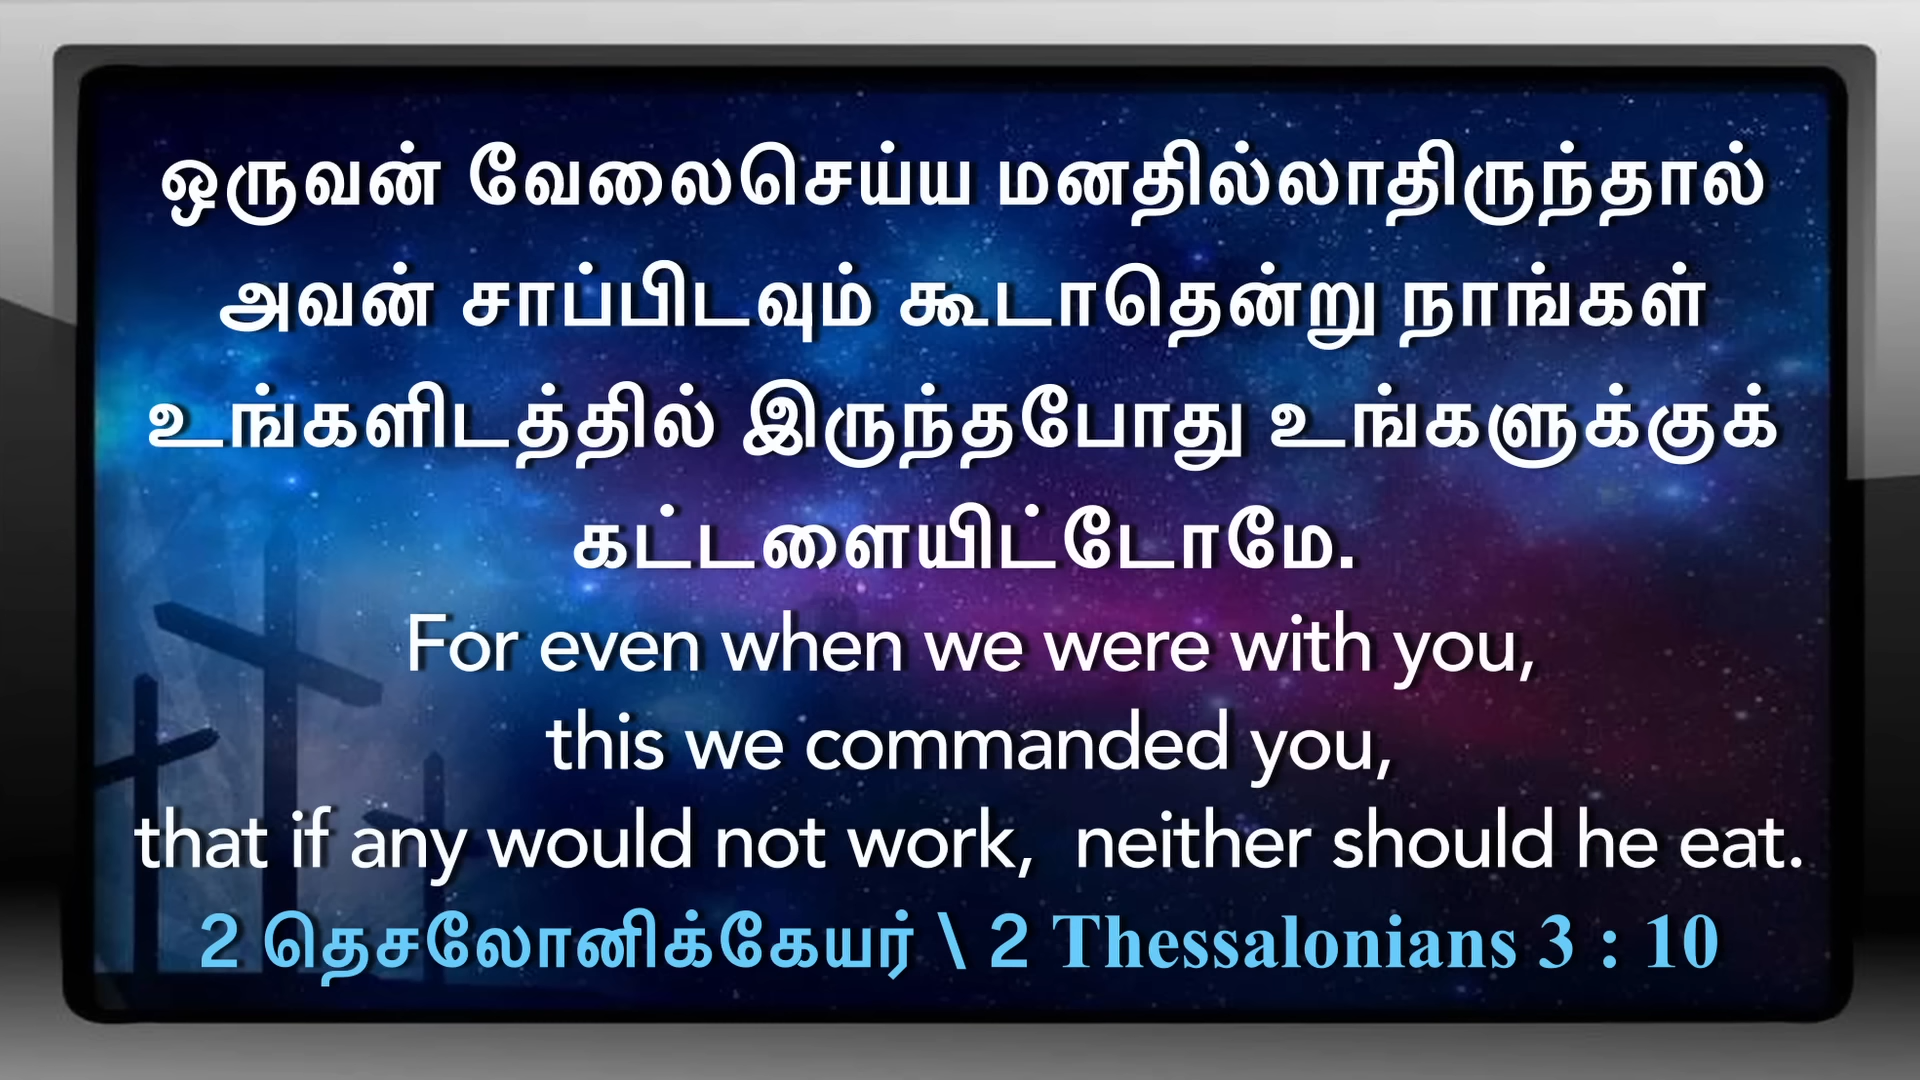 ஒருவன் வேலைசெய்ய மனதில்லாதிருந்தால்
அவன் சாப்பிடவும் கூடாதென்று நாங்கள்
உங்களிடத்தில் இருந்தபோது உங்களுக்குக்
கட்டளையிட்டோமே.
For even when we were with you,
this we commanded you,
that if any would not work,  neither should he eat.
2 தெசலோனிக்கேயர் \ 2 Thessalonians 3 : 10